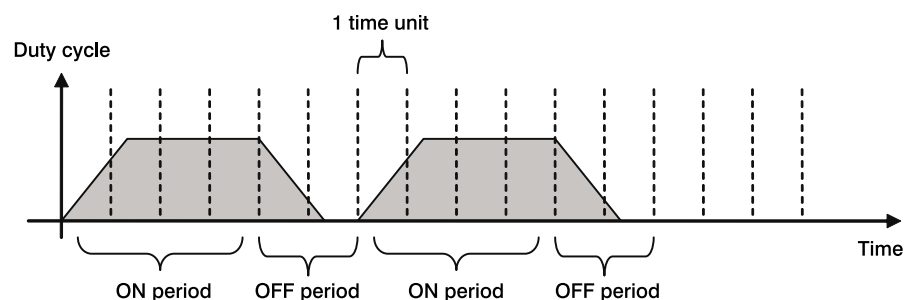 1 time unit
Duty cycle
Time
ON period
OFF period
ON period
OFF period